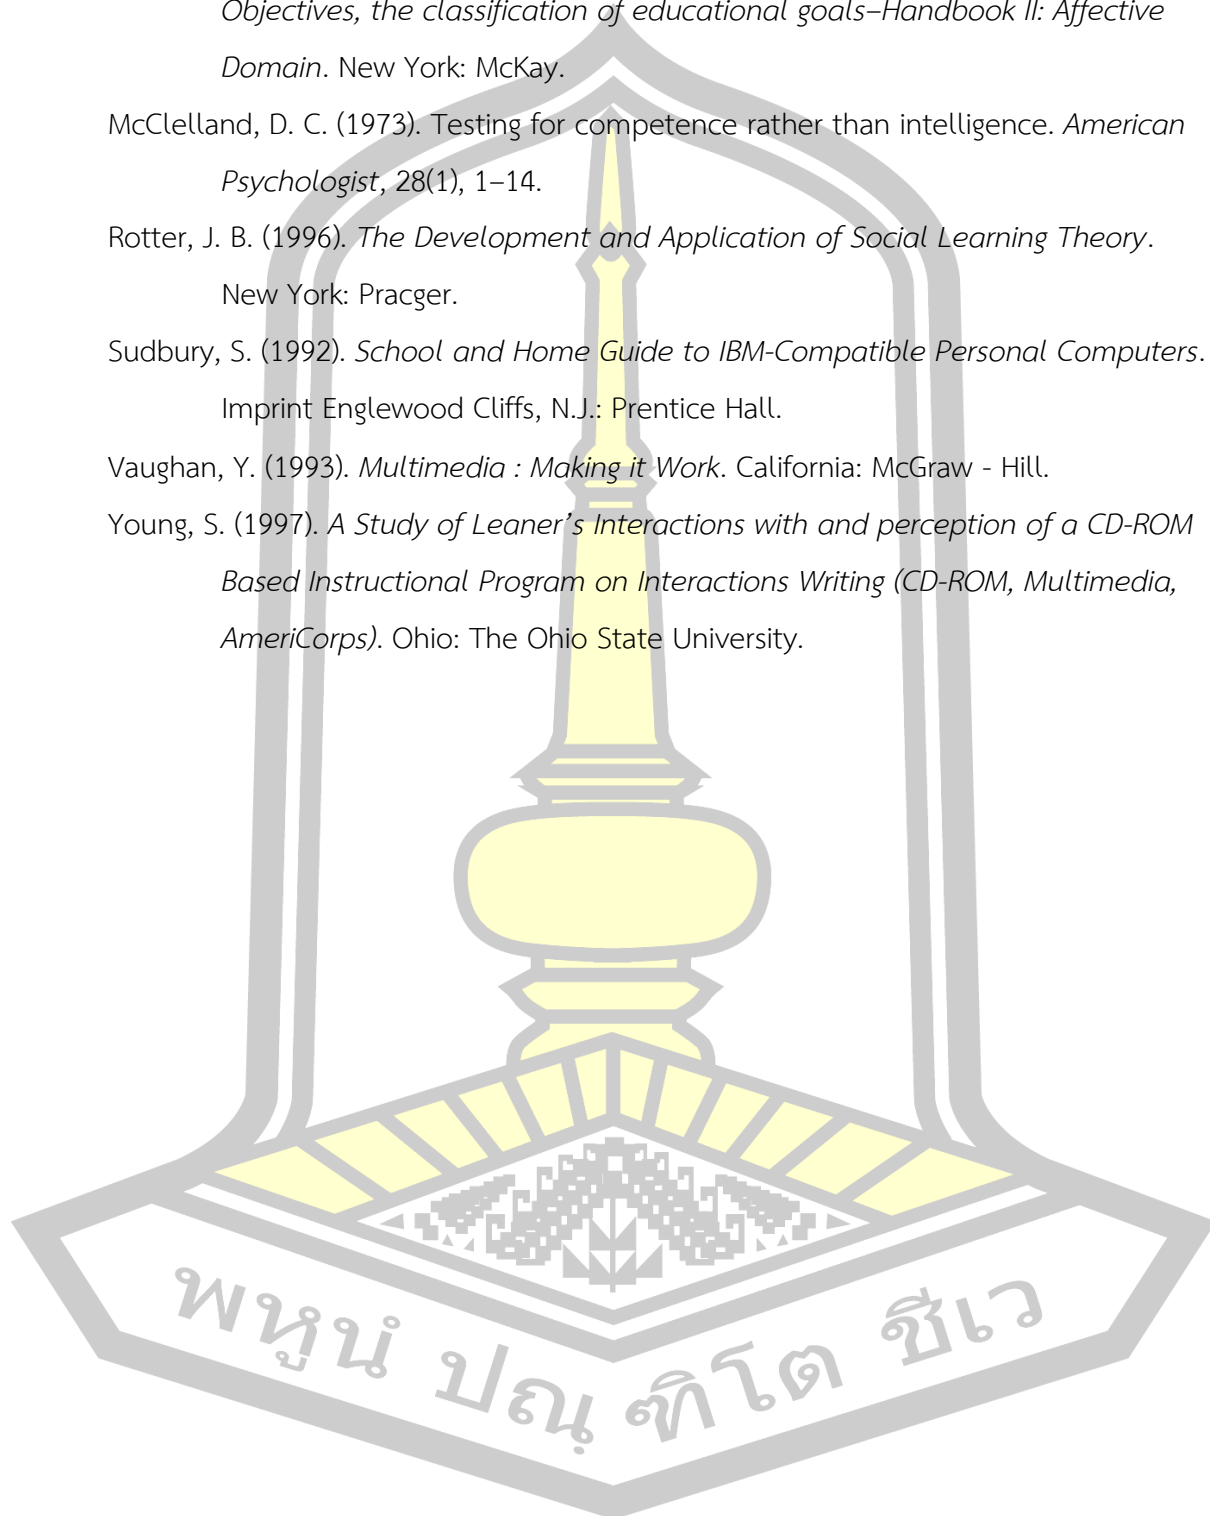 Objectives, the classification of educational goals–Handbook II: Affective
Domain. New York: McKay.
McClelland, D. C. (1973). Testing for competence rather than intelligence. American
Psychologist, 28(1), 1–14.
Rotter, J. B. (1996). The Development and Application of Social Learning Theory.
New York: Pracger.
Sudbury, S. (1992). School and Home Guide to IBM-Compatible Personal Computers.
Imprint Englewood Cliffs, N.J.: Prentice Hall.
Vaughan, Y. (1993). Multimedia : Making it Work. California: McGraw - Hill.
Young, S. (1997). A Study of Leaner’s Interactions with and perception of a CD-ROM
Based Instructional Program on Interactions Writing (CD-ROM, Multimedia,
AmeriCorps). Ohio: The Ohio State University.
พหูนํ ปณฺฑิโต ชีเว